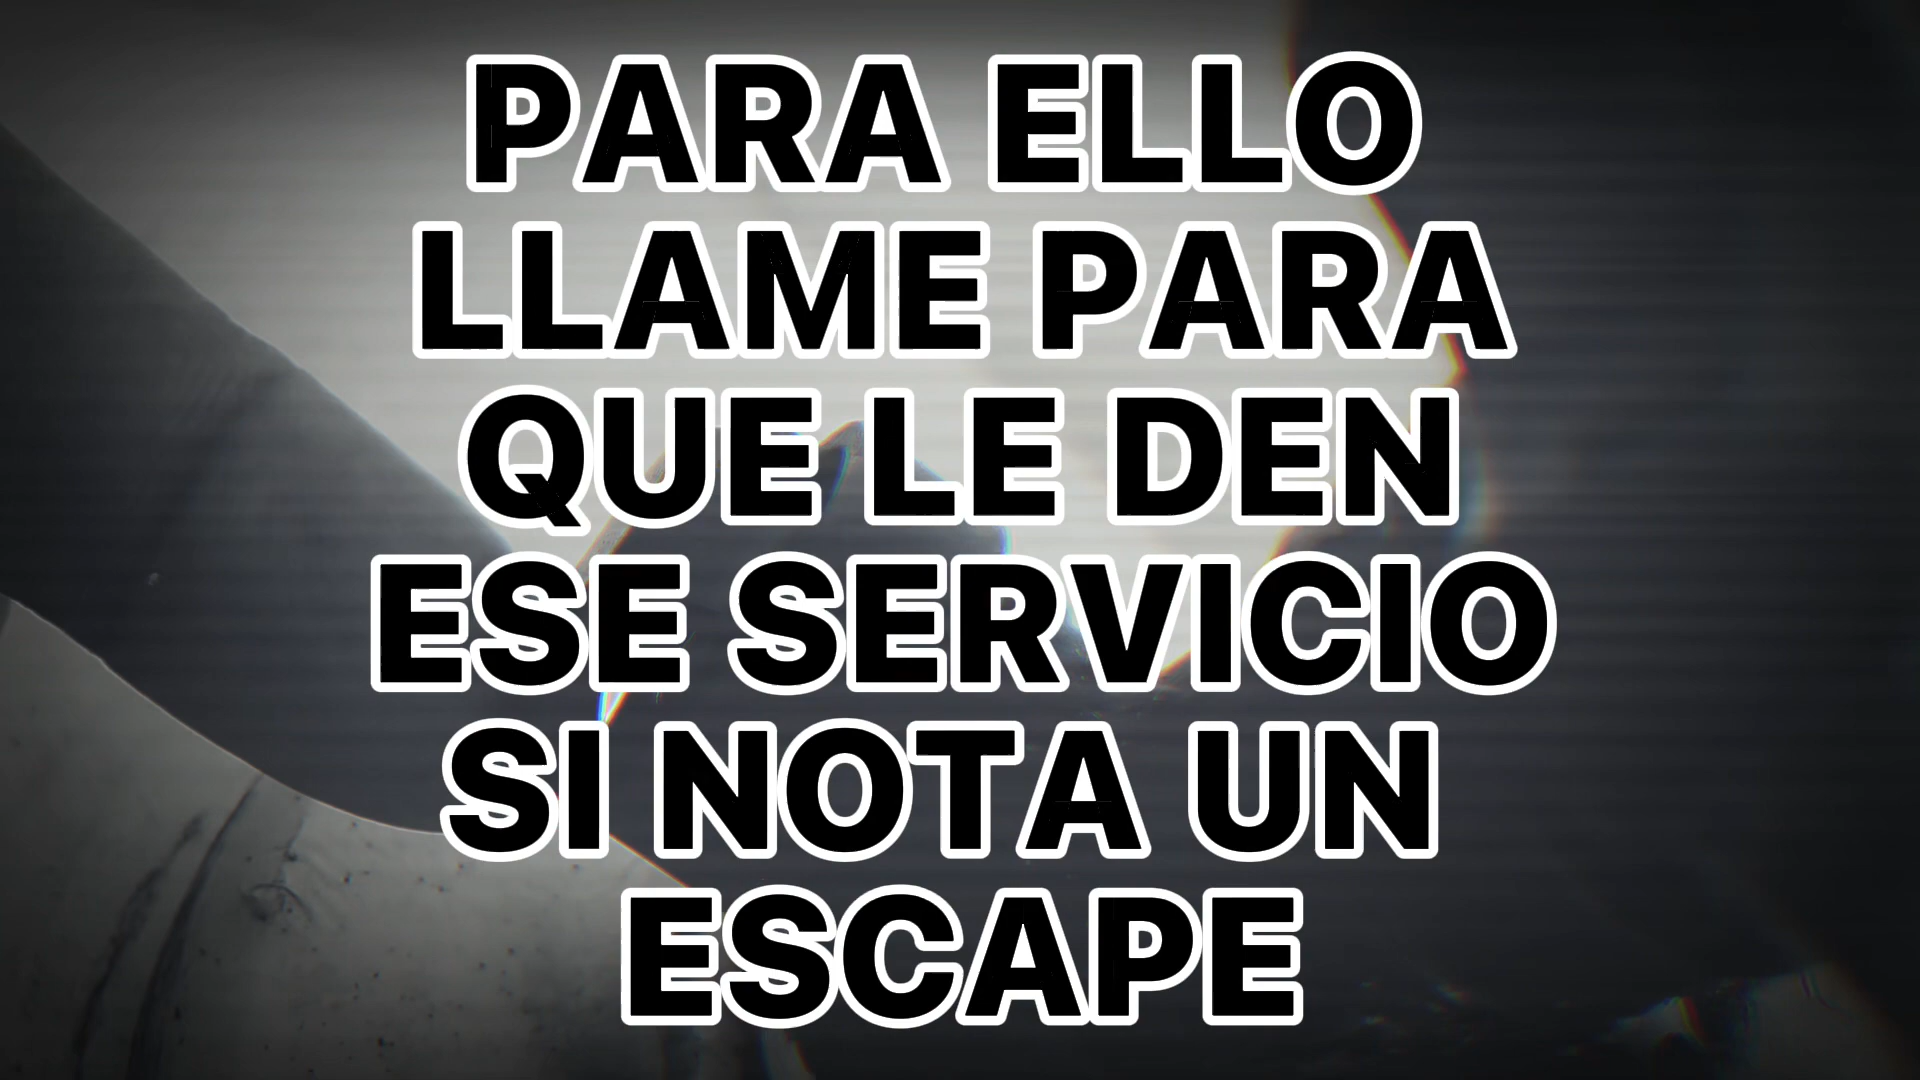 PARA ELLO
LLAME PARA
QUE LE DEN
ESE SERVICIO
SI NOTA UN
ESCAPE